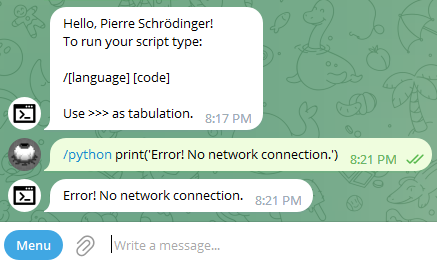 Hello, Pierre Schrödinger!
To run your script type:
/[language] [code]
Use >>> as tabulation. 8:17 PM
/python print('Error! No network connection.') 8:21 PM
Error! No network connection. 8:21 PM
Menu Write a message...